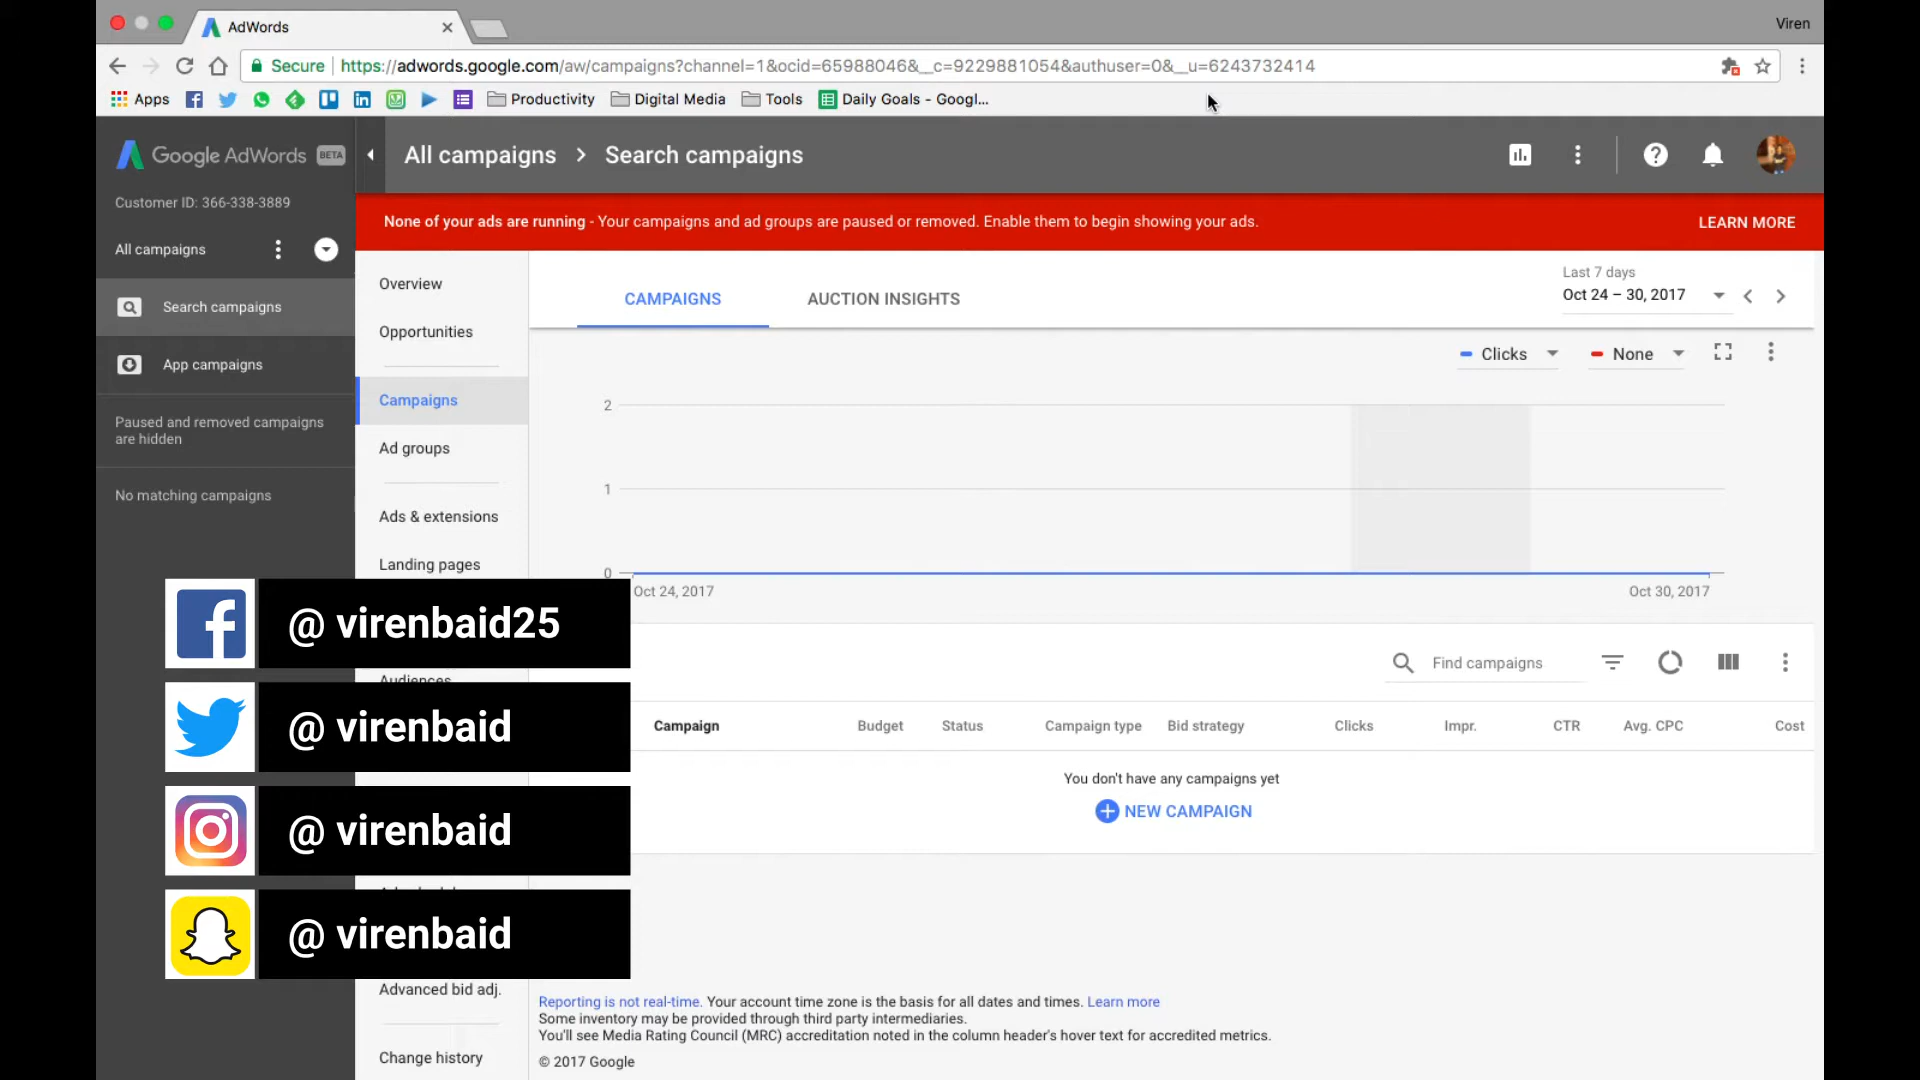 AdWords
Viren
Secure https://adwords.google.com/aw/campaigns?channel=1&ocid=65988046&__c=9229881054&authuser=0&__u=6243732414
Apps Productivity Digital Media Tools Daily Goals - Googl...
Google AdWords BETA
All campaigns > Search campaigns
Customer ID: 366-338-3889
None of your ads are running - Your campaigns and ad groups are paused or removed. Enable them to begin showing your ads.
LEARN MORE
All campaigns
Search campaigns
App campaigns
Paused and removed campaigns
are hidden
No matching campaigns
Overview
Opportunities
Campaigns
Ad groups
Ads & extensions
Landing pages
Audiences
Advanced bid adj.
Change history
CAMPAIGNS
AUCTION INSIGHTS
Last 7 days
Oct 24 – 30, 2017
Clicks
None
2
1
0
Oct 24, 2017
Oct 30, 2017
@ virenbaid25
@ virenbaid
@ virenbaid
@ virenbaid
Find campaigns
Campaign Budget Status Campaign type Bid strategy Clicks Impr. CTR Avg. CPC Cost
You don't have any campaigns yet
NEW CAMPAIGN
Reporting is not real-time. Your account time zone is the basis for all dates and times. Learn more
Some inventory may be provided through third party intermediaries.
You'll see Media Rating Council (MRC) accreditation noted in the column header's hover text for accredited metrics.
© 2017 Google